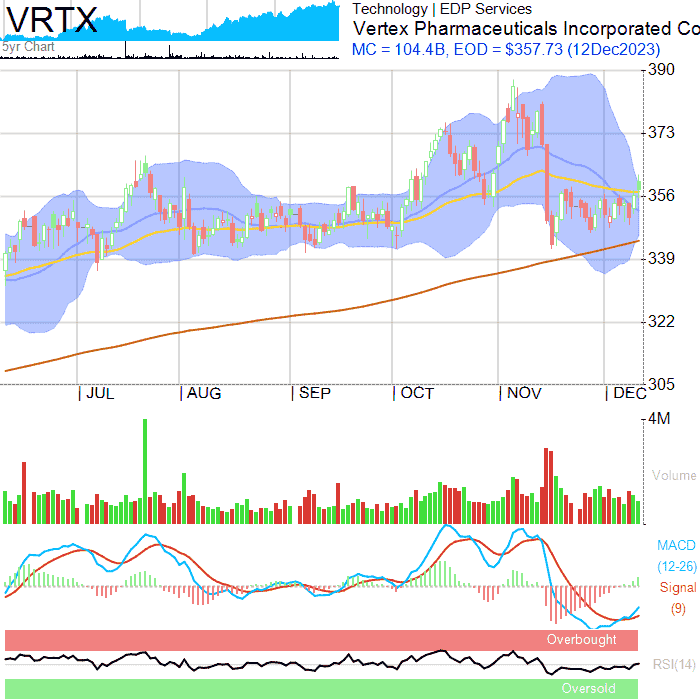 VRTX
5yr Chart
Technology | EDP Services
Vertex Pharmaceuticals Incorporated Co
MC = 104.4B, EOD = $357.73 (12Dec2023)
390
373
356
339
322
305
JUL AUG SEP OCT NOV DEC
4M
Volume
MACD
(12-26)
Signal
(9)
Overbought
RSI(14)
Oversold